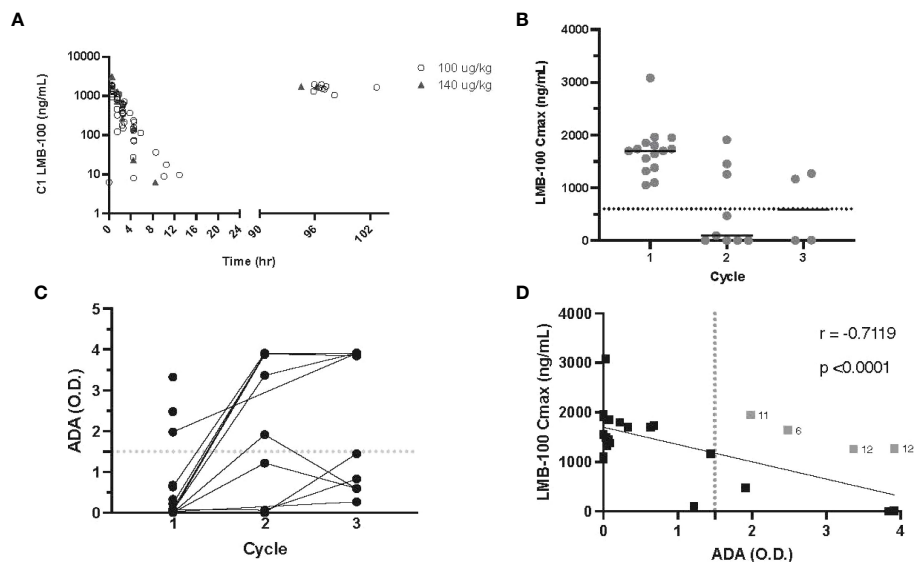 A
C1 LMB-100 (ng/mL)
10000
1000
100
10
1
0 4 8 12 16 20 24 90 96 102
Time (hr)
100 ug/kg
140 ug/kg
B
LMB-100 Cmax (ng/mL)
4000
3000
2000
1000
0
1 2 3
Cycle
C
ADA (O.D.)
5
4
3
2
1
0
1 2 3
Cycle
D
LMB-100 Cmax (ng/mL)
4000
3000
2000
1000
0
r = -0.7119
p <0.0001
11
6
12 12
0 1 2 3 4
ADA (O.D.)